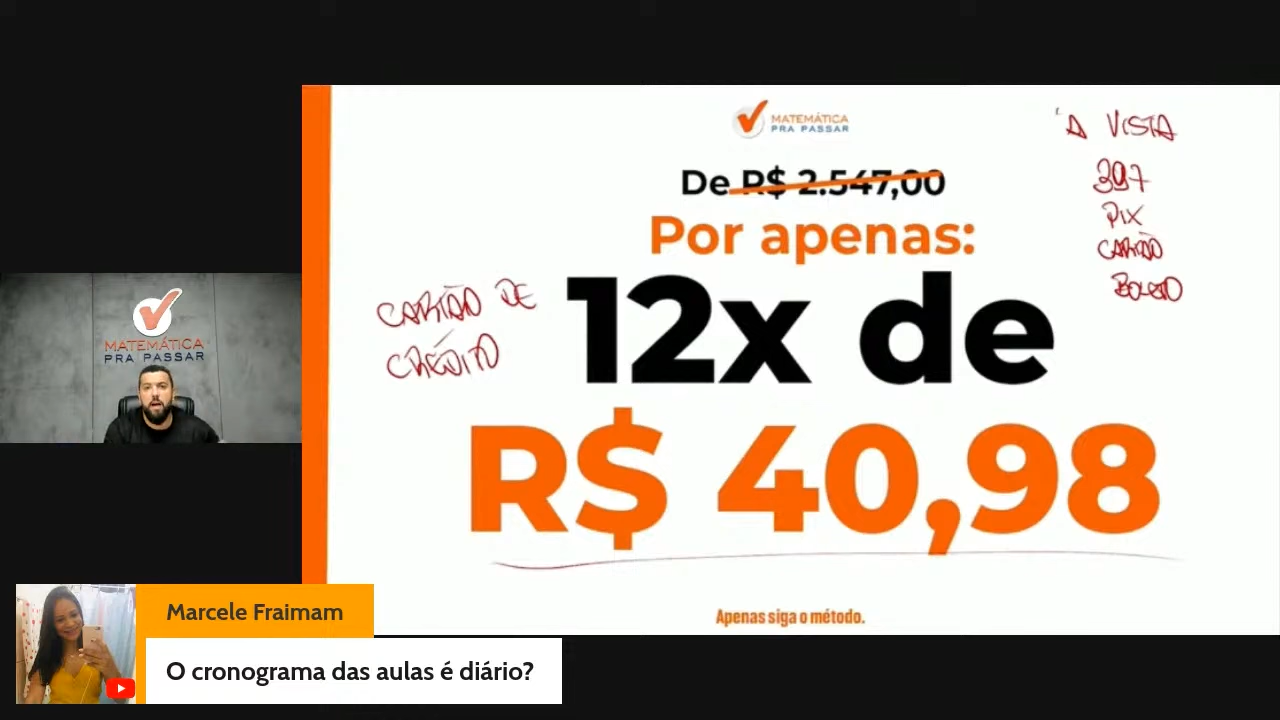 MATEMÁTICA
PRA PASSAR
De R$ 2.547,00
Por apenas:
12x de
R$ 40,98
Apenas siga o método.
CARTÃO DE
CRÉDITO
À VISTA
397
PIX
CARTÃO
BOLETO
MATEMÁTICA
PRA PASSAR
Marcele Fraimam
O cronograma das aulas é diário?